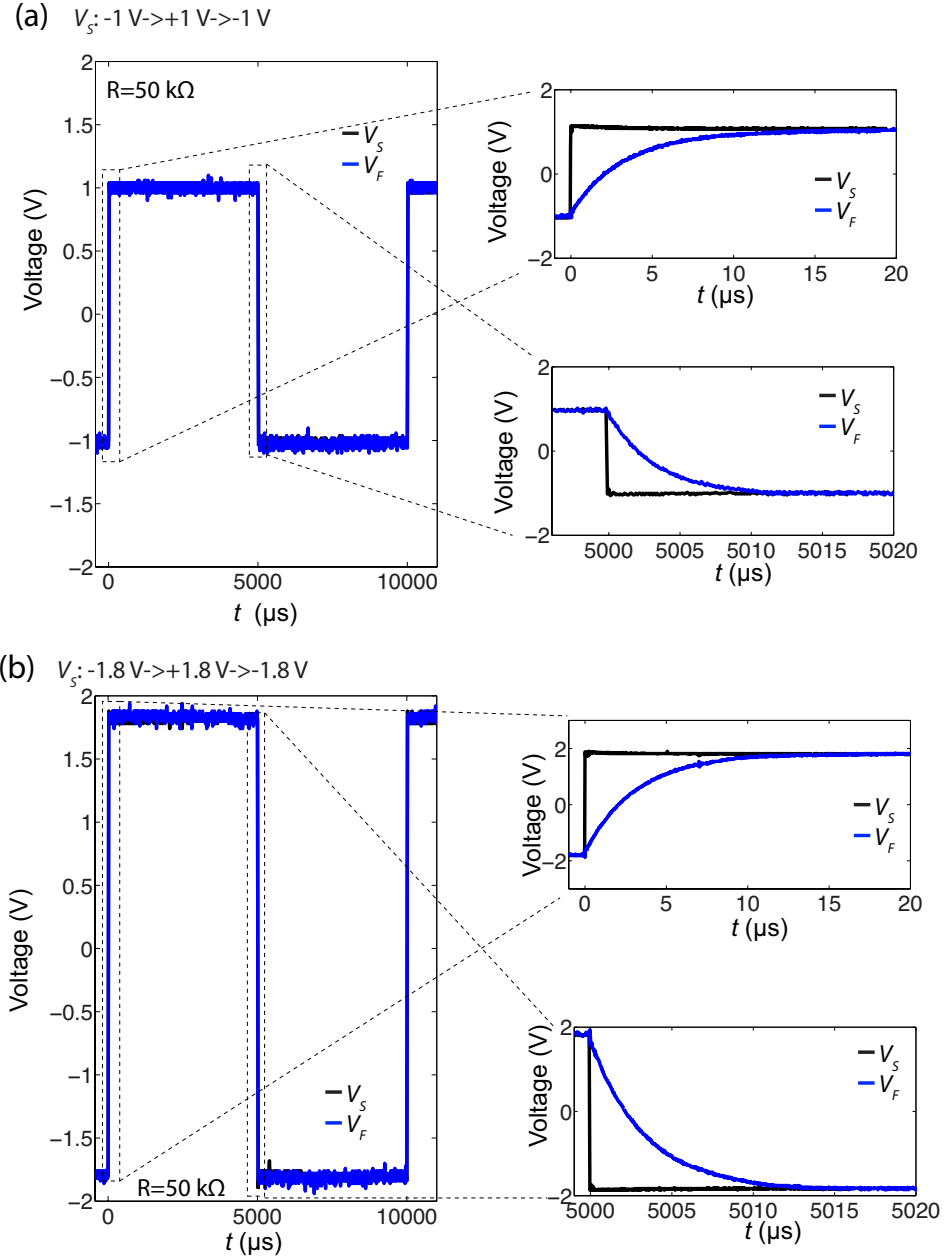 (a)
V_S: -1 V->+1 V->-1 V
R=50 kΩ
V_S
V_F
Voltage (V)
2
1.5
1
0.5
0
−0.5
−1
−1.5
−2
0 5000 10000
t (µs)
Voltage (V)
2
0
−2
V_S
V_F
0 5 10 15 20
t (µs)
Voltage (V)
2
0
−2
V_S
V_F
5000 5005 5010 5015 5020
t (µs)
(b)
V_S: -1.8 V->+1.8 V->-1.8 V
Voltage (V)
2
1.5
1
0.5
0
−0.5
−1
−1.5
−2
V_S
V_F
R=50 kΩ
0 5000 10000
t (µs)
Voltage (V)
2
0
−2
V_S
V_F
0 5 10 15 20
t (µs)
Voltage (V)
2
0
−2
V_S
V_F
5000 5005 5010 5015 5020
t (µs)